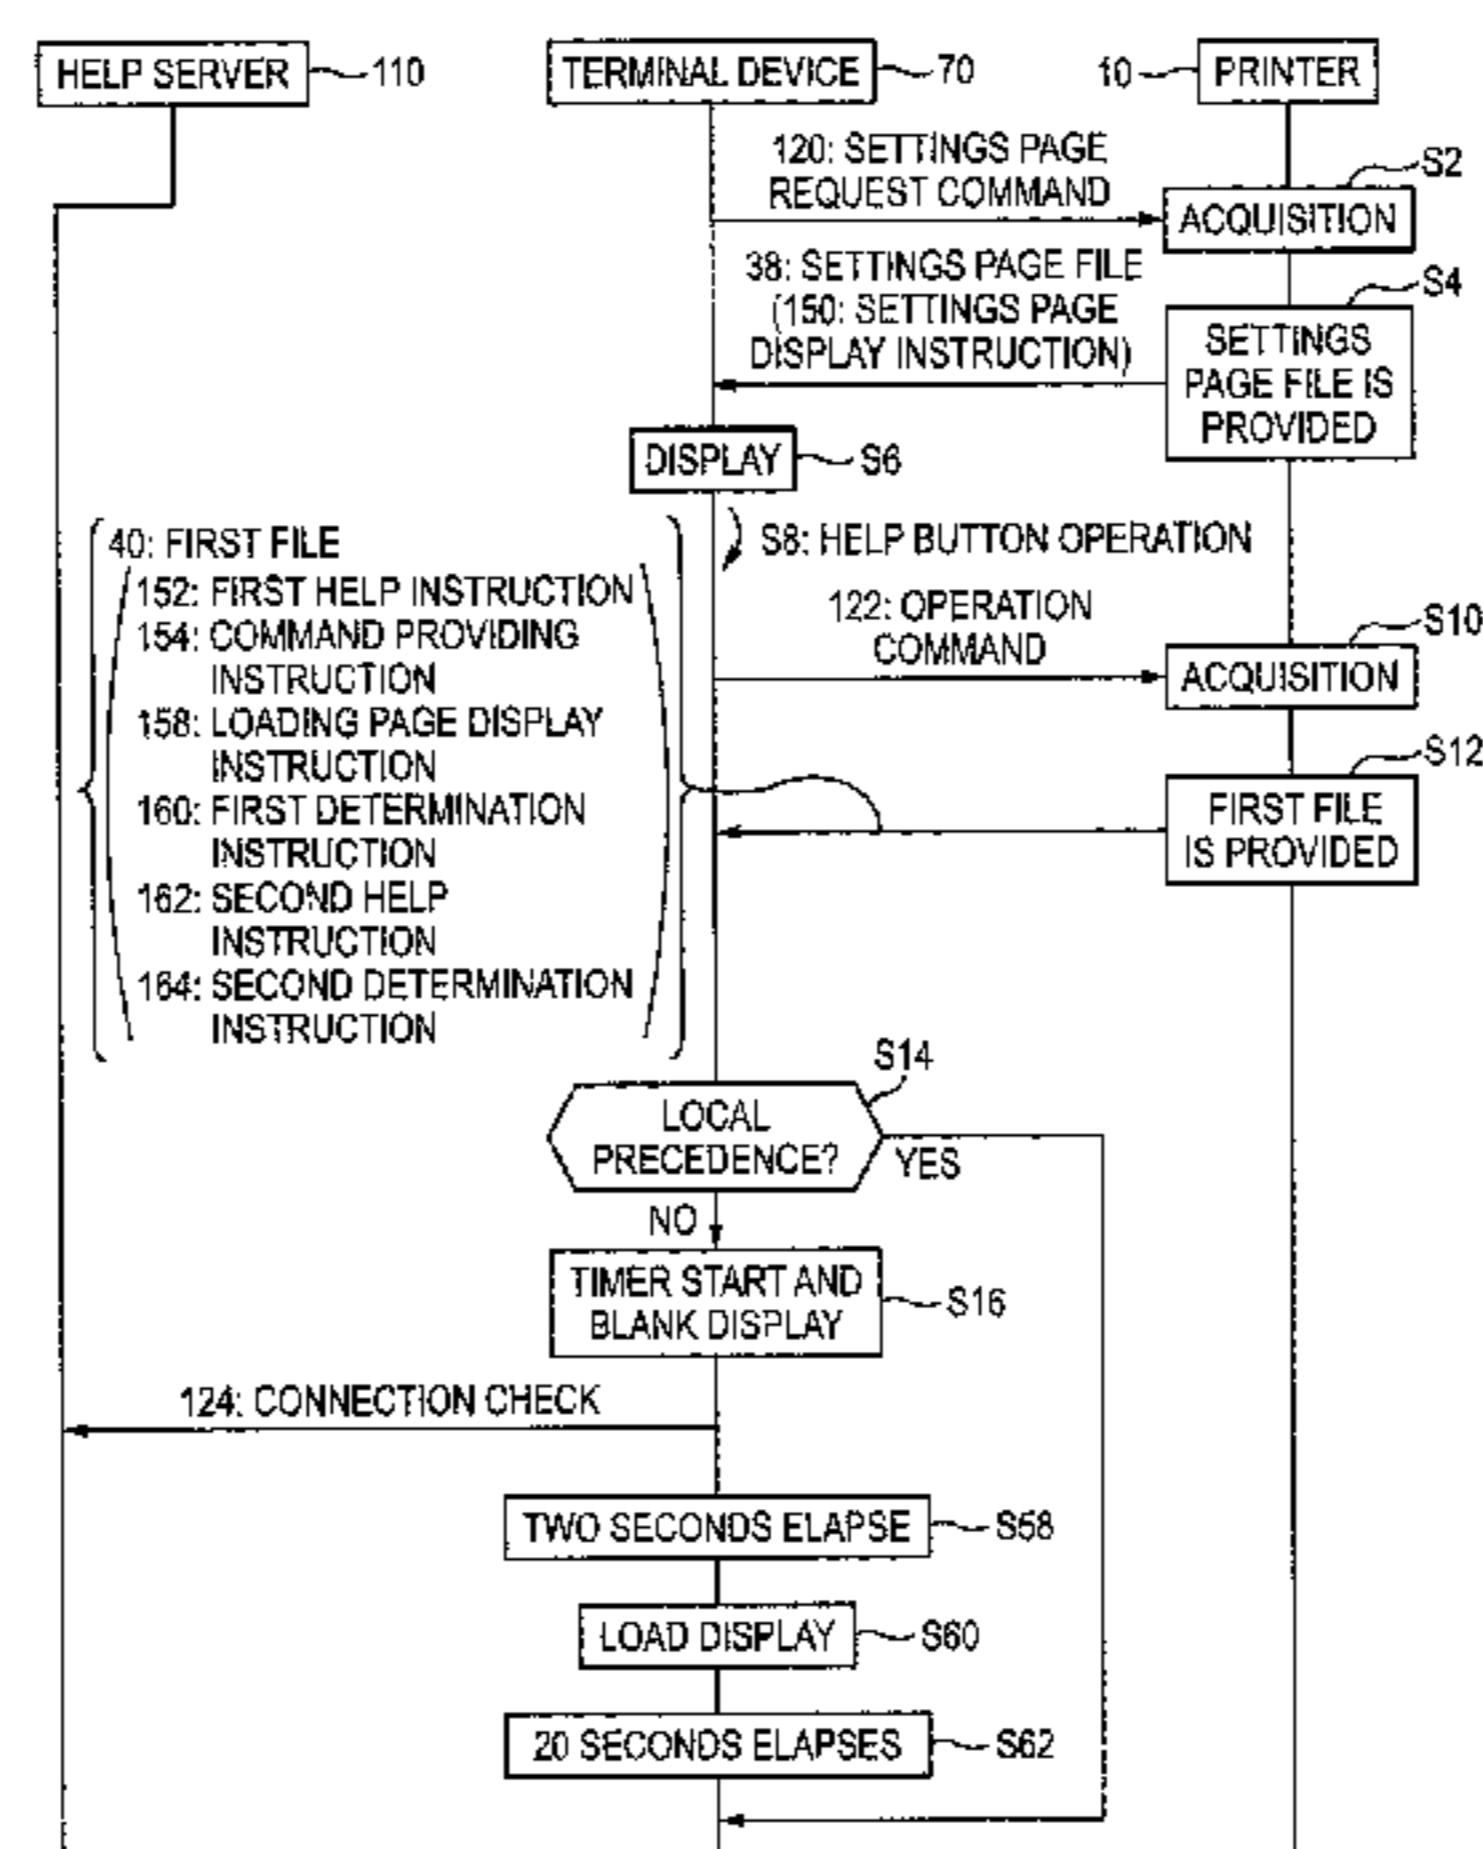 HELP SERVER
110
TERMINAL DEVICE
70
10
PRINTER
120: SETTINGS PAGE
REQUEST COMMAND
S2
ACQUISITION
38: SETTINGS PAGE FILE
(150: SETTINGS PAGE
DISPLAY INSTRUCTION)
S4
SETTINGS
PAGE FILE IS
PROVIDED
DISPLAY
S6
S8: HELP BUTTON OPERATION
40: FIRST FILE
152: FIRST HELP INSTRUCTION
154: COMMAND PROVIDING
INSTRUCTION
158: LOADING PAGE DISPLAY
INSTRUCTION
160: FIRST DETERMINATION
INSTRUCTION
162: SECOND HELP
INSTRUCTION
164: SECOND DETERMINATION
INSTRUCTION
122: OPERATION
COMMAND
S10
ACQUISITION
S12
FIRST FILE
IS PROVIDED
S14
LOCAL
PRECEDENCE?
YES
NO
TIMER START AND
BLANK DISPLAY
S16
124: CONNECTION CHECK
TWO SECONDS ELAPSE
S58
LOAD DISPLAY
S60
20 SECONDS ELAPSES
S62